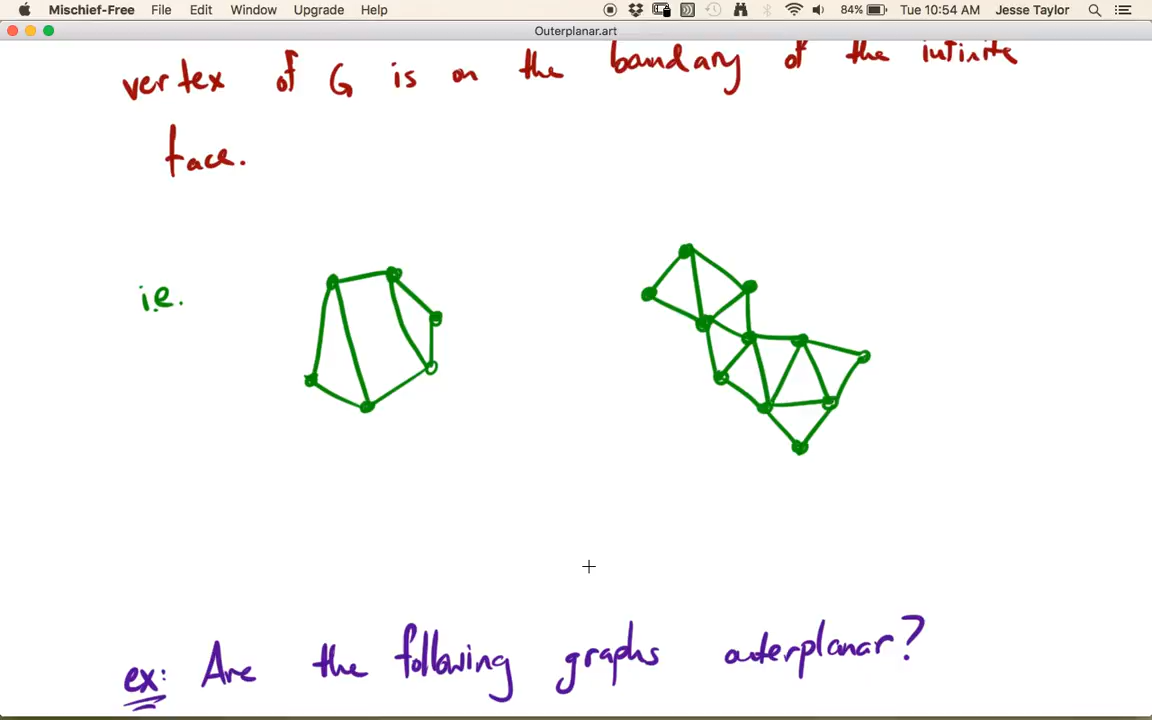 Mischief-Free File Edit Window Upgrade Help 84% Tue 10:54 AM Jesse Taylor
Outerplanar.art
vertex of G is on the boundary of the infinite
face.
i.e.
ex: Are the following graphs outerplanar?